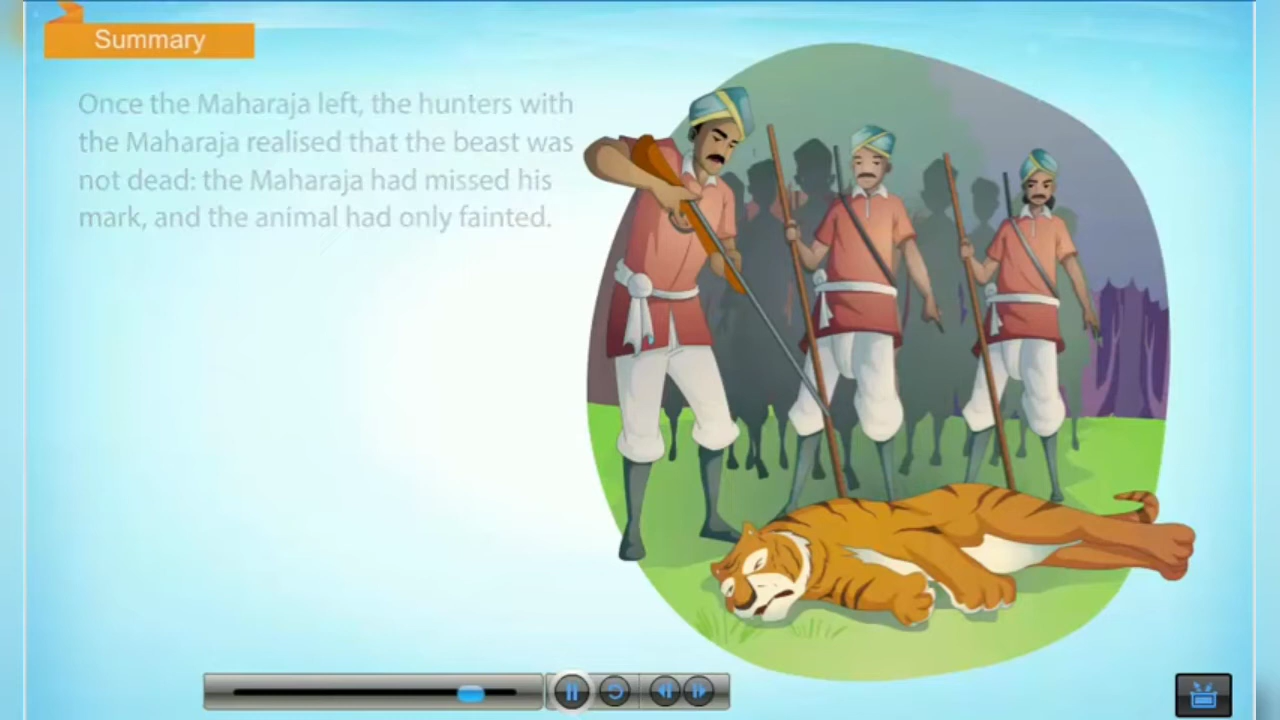 Summary
Once the Maharaja left, the hunters with
the Maharaja realised that the beast was
not dead: the Maharaja had missed his
mark, and the animal had only fainted.